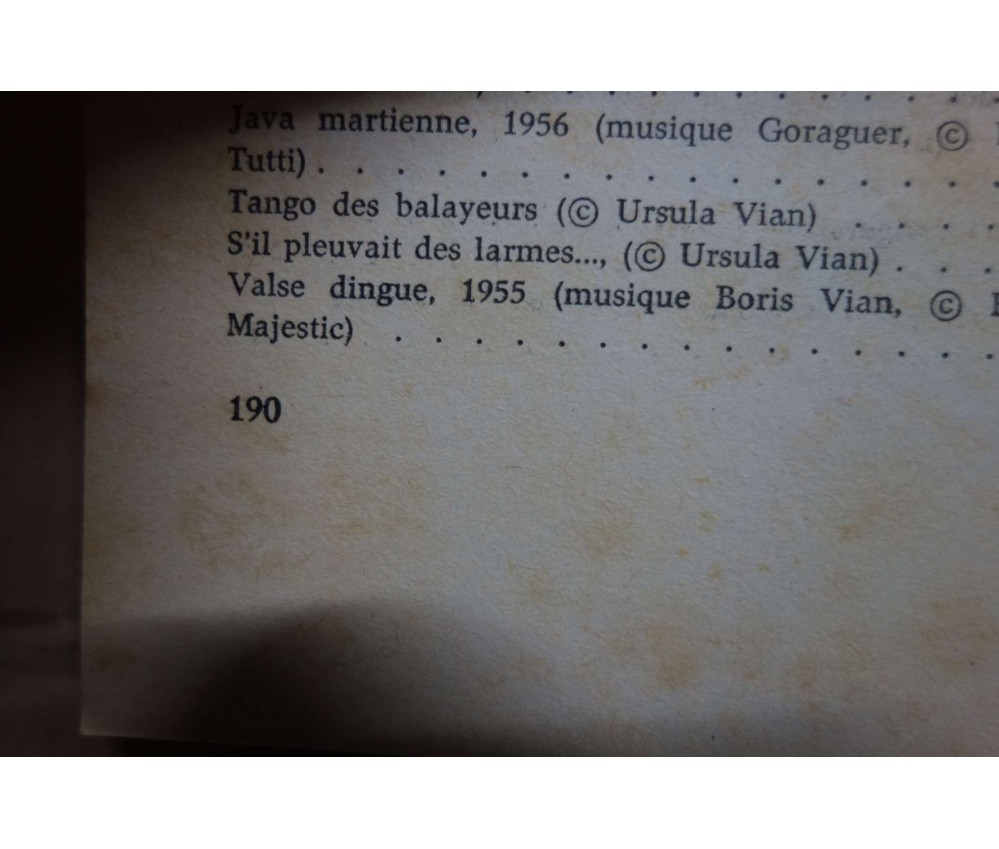 Java martienne, 1956 (musique Goraguer, ©
Tutti) . . . . . . . . . . . . . . . . .
Tango des balayeurs (© Ursula Vian) . . . .
S'il pleuvait des larmes..., (© Ursula Vian) . . .
Valse dingue, 1955 (musique Boris Vian, ©
Majestic) . . . . . . . . . . . . . . .
190